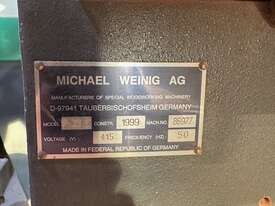 MICHAEL WEINIG AG
MANUFACTURERS OF SPECIAL WOODWORKING MACHINERY
D-97941 TAUBERBISCHOFSHEIM GERMANY
MODEL CONSTR. 1999 MACH.NO.
VOLTAGE (V) 415 FREQUENCY (HZ) 50
MADE IN FEDERAL REPUBLIC OF GERMANY